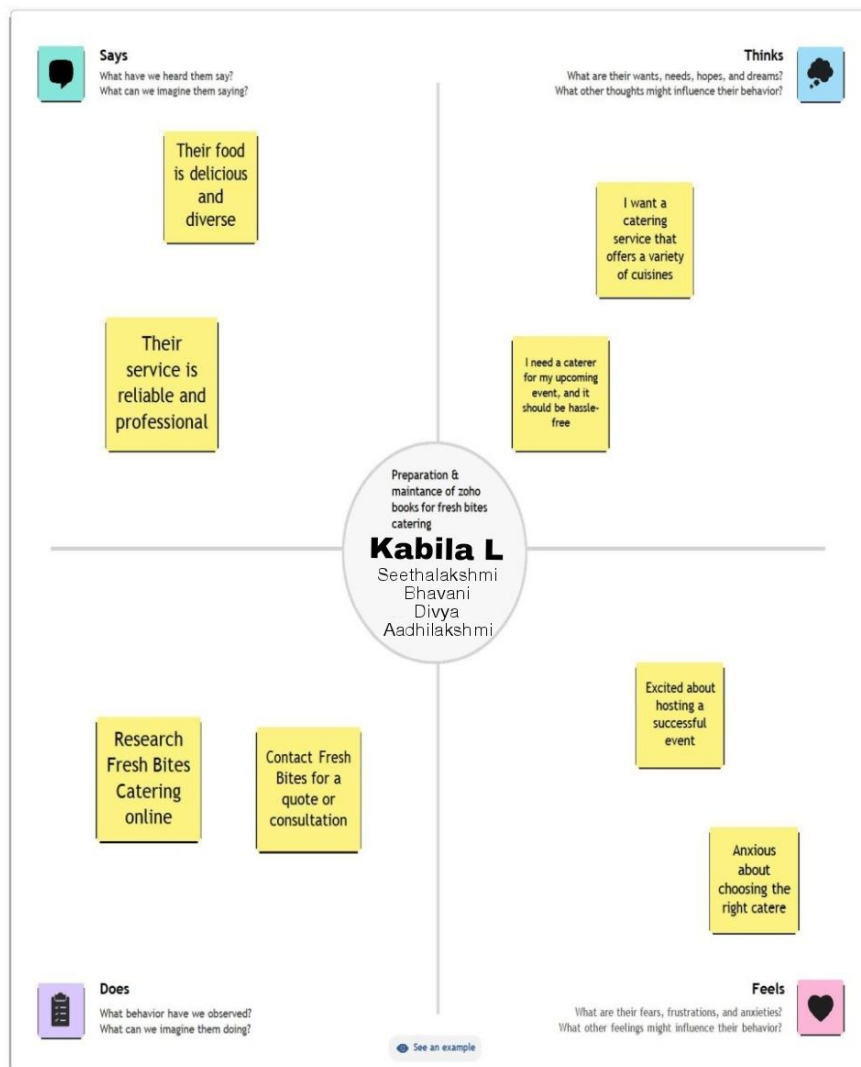 Says
What have we heard them say?
What can we imagine them saying?
Thinks
What are their wants, needs, hopes, and dreams?
What other thoughts might influence their behavior?
Their food
is delicious
and
diverse
Their
service is
reliable and
professional
I want a
catering
service that
offers a variety
of cuisines
I need a caterer
for my upcoming
event, and it
should be hassle-
free
Preparation &
maintance of zoho
books for fresh bites
catering
Kabila L
Seethalakshmi
Bhavani
Divya
Aadhilakshmi
Research
Fresh Bites
Catering
online
Contact Fresh
Bites for a
quote or
consultation
Excited about
hosting a
successful
event
Anxious
about
choosing the
right catere
Does
What behavior have we observed?
What can we imagine them doing?
Feels
What are their fears, frustrations, and anxieties?
What other feelings might influence their behavior?
See an example